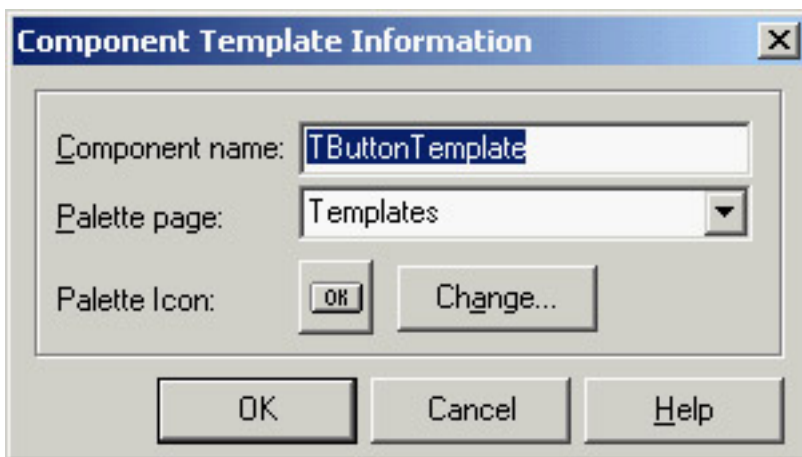 Component Template Information
Component name: TButtonTemplate
Palette page: Templates
Palette Icon: OK Change...
OK Cancel Help